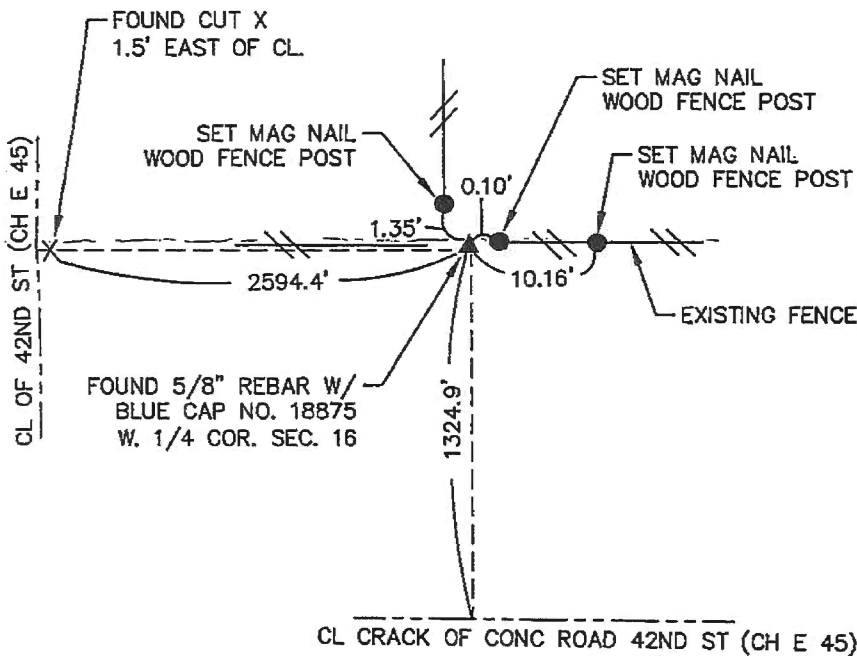 FOUND CUT X
1.5' EAST OF CL.
SET MAG NAIL
WOOD FENCE POST
SET MAG NAIL
WOOD FENCE POST
SET MAG NAIL
WOOD FENCE POST
0.10'
1.35'
2594.4'
10.16'
EXISTING FENCE
CL OF 42ND ST (CH E 45)
FOUND 5/8" REBAR W/
BLUE CAP NO. 18875
W. 1/4 COR. SEC. 16
1324.9'
CL CRACK OF CONC ROAD 42ND ST (CH E 45)